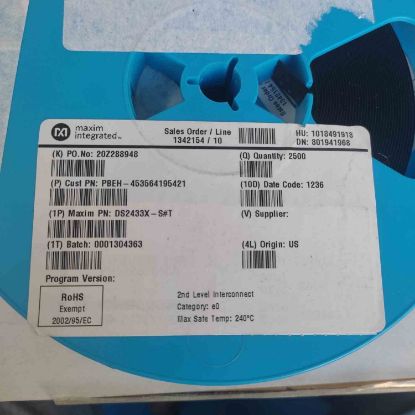 maxim
integrated™
Sales Order / Line
1342154 / 10
HU: 1018491918
DN: 801941968
(K) PO.No: 20Z288948
(Q) Quantity: 2500
(P) Cust PN: PBEH-453564195421
(10D) Date Code: 1236
(1P) Maxim PN: DS2433X-S#T
(V) Supplier:
(1T) Batch: 0001304363
(4L) Origin: US
Program Version:
RoHS
Exempt
2002/95/EC
2nd Level Interconnect
Category: e0
Max Safe Temp: 240°C